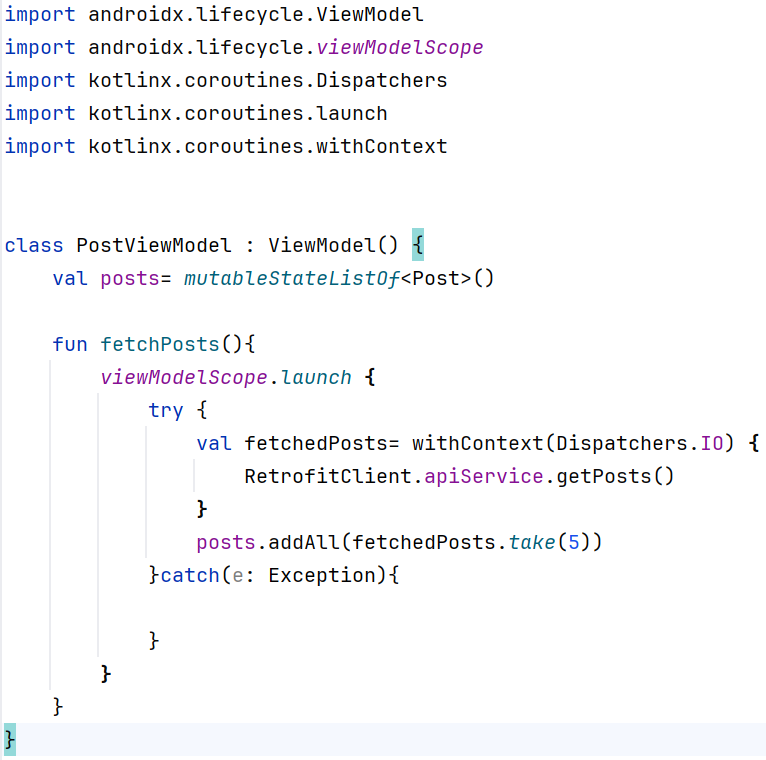 import androidx.lifecycle.ViewModel
import androidx.lifecycle.viewModelScope
import kotlinx.coroutines.Dispatchers
import kotlinx.coroutines.launch
import kotlinx.coroutines.withContext


class PostViewModel : ViewModel() {
    val posts= mutableStateListOf<Post>()

    fun fetchPosts(){
        viewModelScope.launch {
            try {
                val fetchedPosts= withContext(Dispatchers.IO) {
                    RetrofitClient.apiService.getPosts()
                }
                posts.addAll(fetchedPosts.take(5))
            }catch(e: Exception){

            }
        }
    }
}